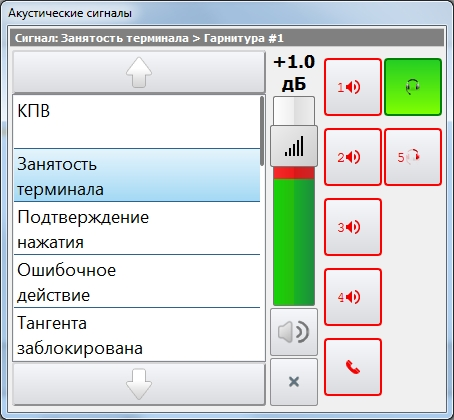 Акустические сигналы
Сигнал: Занятость терминала > Гарнитура #1
+1.0
дБ
КПВ
Занятость
терминала
Подтверждение
нажатия
Ошибочное
действие
Тангента
заблокирована
1
2
5
3
4